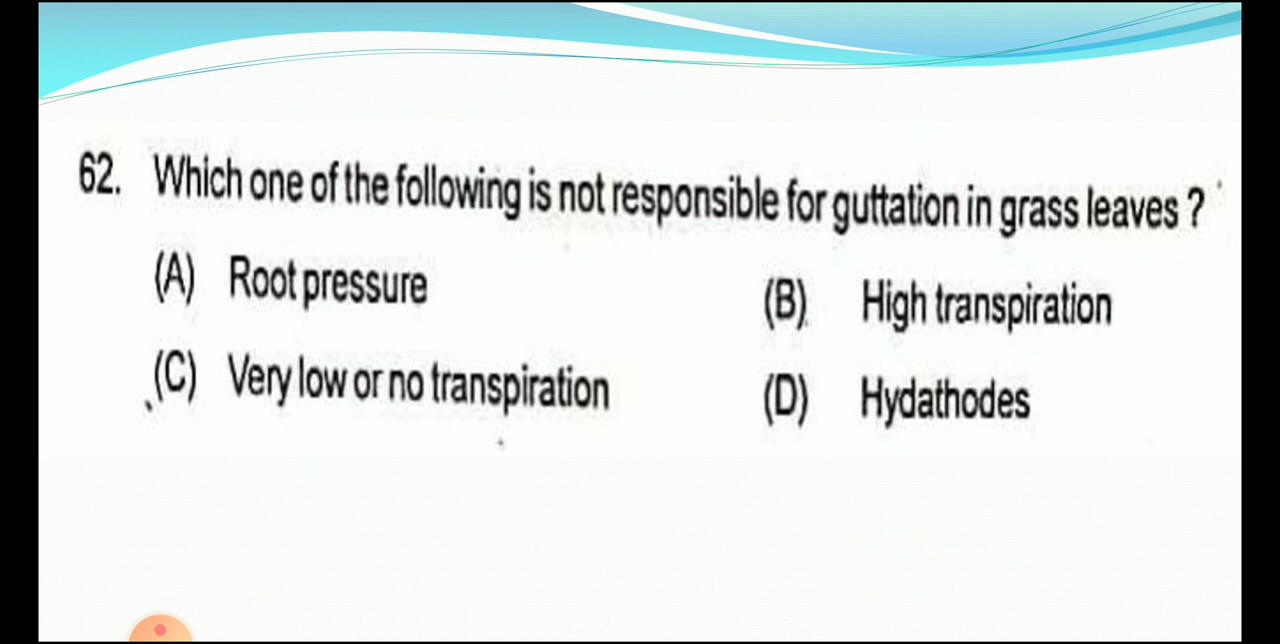 62. Which one of the following is not responsible for guttation in grass leaves ?
(A) Root pressure
(B) High transpiration
(C) Very low or no transpiration
(D) Hydathodes